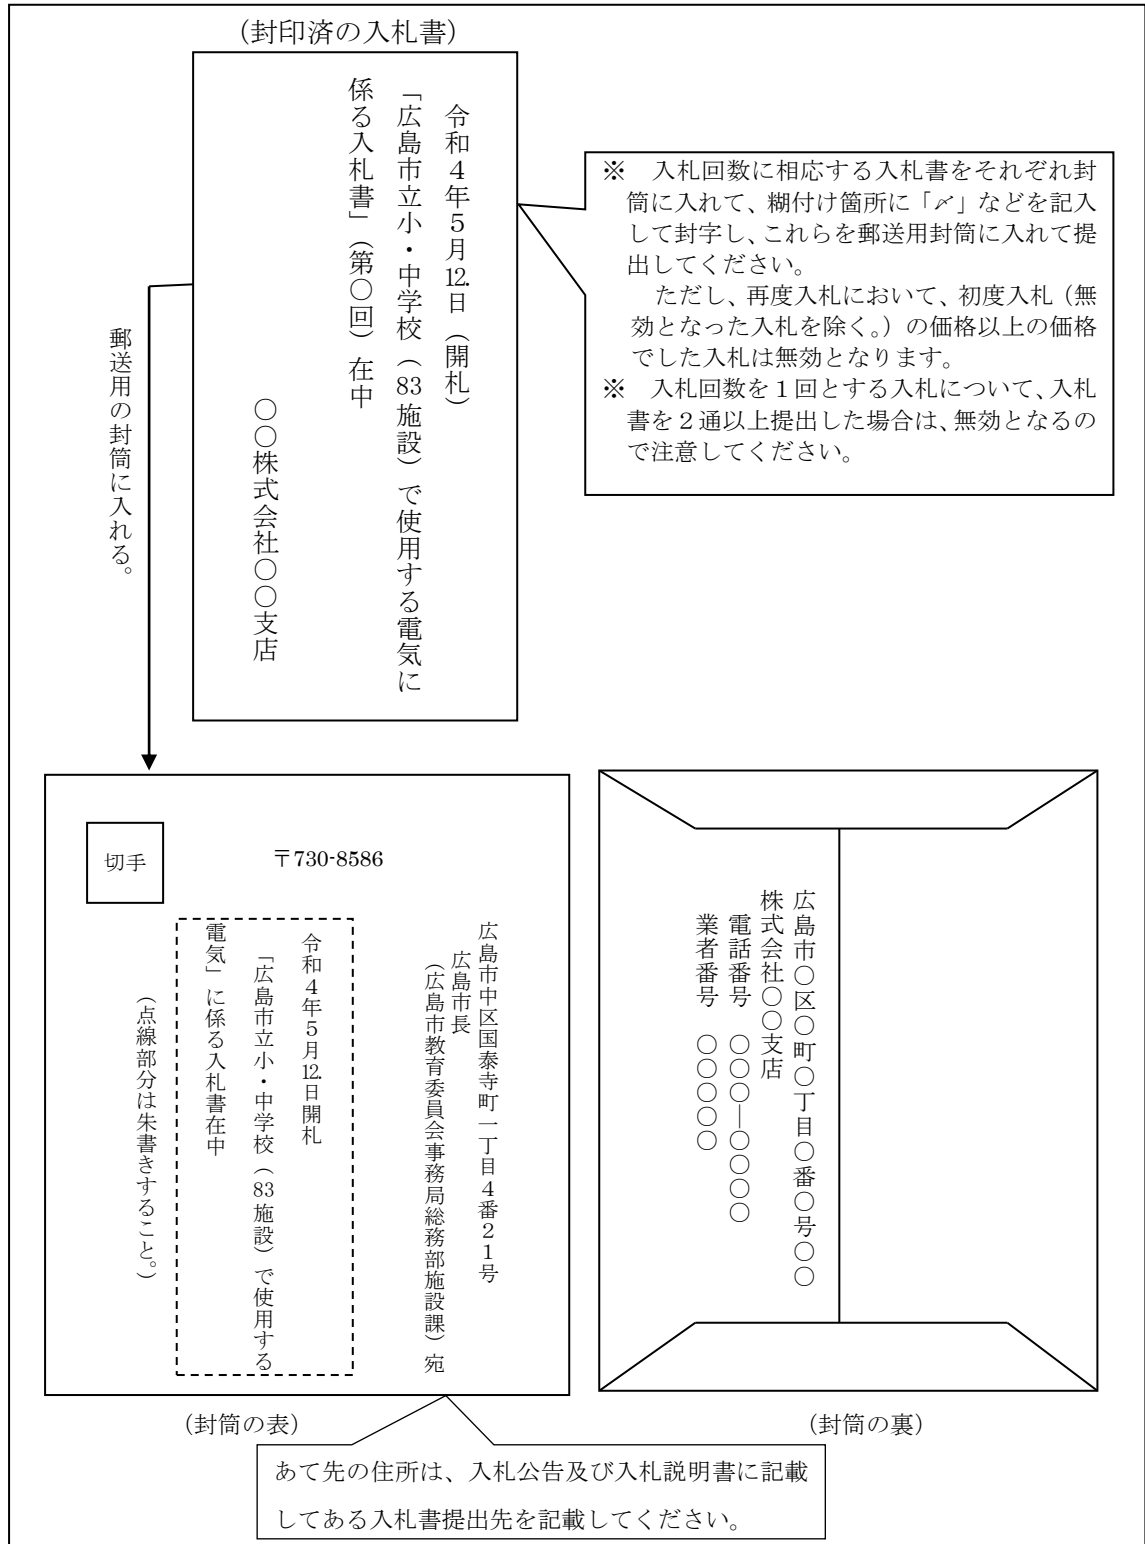 (封印済の入札書)
令和４年５月12.日（開札）
「広島市立小・中学校（83施設）で使用する電気に
係る入札書」（第○回）在中
○○株式会社○○支店
※　入札回数に相応する入札書をそれぞれ封
筒に入れて、糊付け箇所に「〆」などを記入
して封字し、これらを郵送用封筒に入れて提
出してください。
ただし、再度入札において、初度入札（無
効となった入札を除く。）の価格以上の価格
でした入札は無効となります。
※　入札回数を１回とする入札について、入札
書を２通以上提出した場合は、無効となるの
で注意してください。
郵送用の封筒に入れる。
切手
〒730-8586
広島市中区国泰寺町一丁目４番２１号
広島市長
（広島市教育委員会事務局総務部施設課）宛
令和４年５月12.日開札
「広島市立小・中学校（83施設）で使用する
電気」に係る入札書在中
（点線部分は朱書きすること。）
(封筒の表)
広島市○区○町○丁目○番○号○○
株式会社○○支店
電話番号　○○○―○○○○
業者番号　○○○○○
(封筒の裏)
あて先の住所は、入札公告及び入札説明書に記載
してある入札書提出先を記載してください。